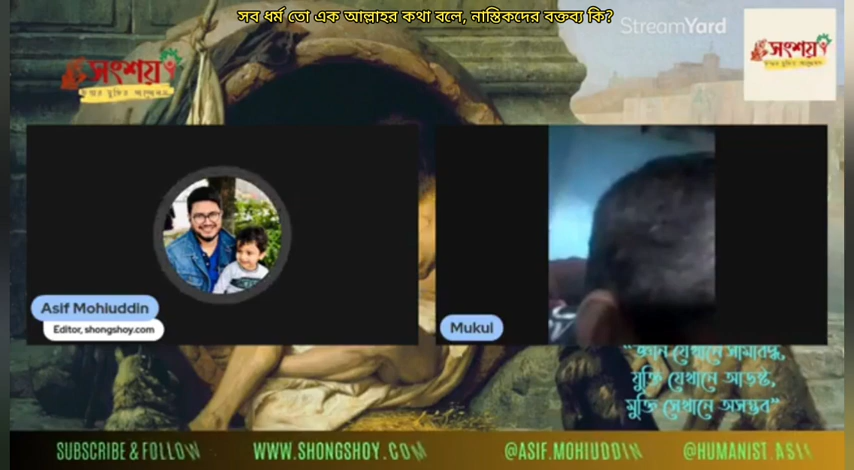 সব ধর্ম তো এক আল্লাহর কথা বলে, নাস্তিকদের বক্তব্য কি?
StreamYard
সংশয়
সংশয়
Asif Mohiuddin
Editor, shongshoy.com
Mukul
“জ্ঞান যেখানে সীমাবদ্ধ,
যুক্তি যেখানে আড়ষ্ট,
মুক্তি সেখানে অসম্ভব”
SUBSCRIBE & FOLLOW
WWW.SHONGSHOY.COM
@ASIF.MOHIUDDIN
@HUMANIST.ASIF